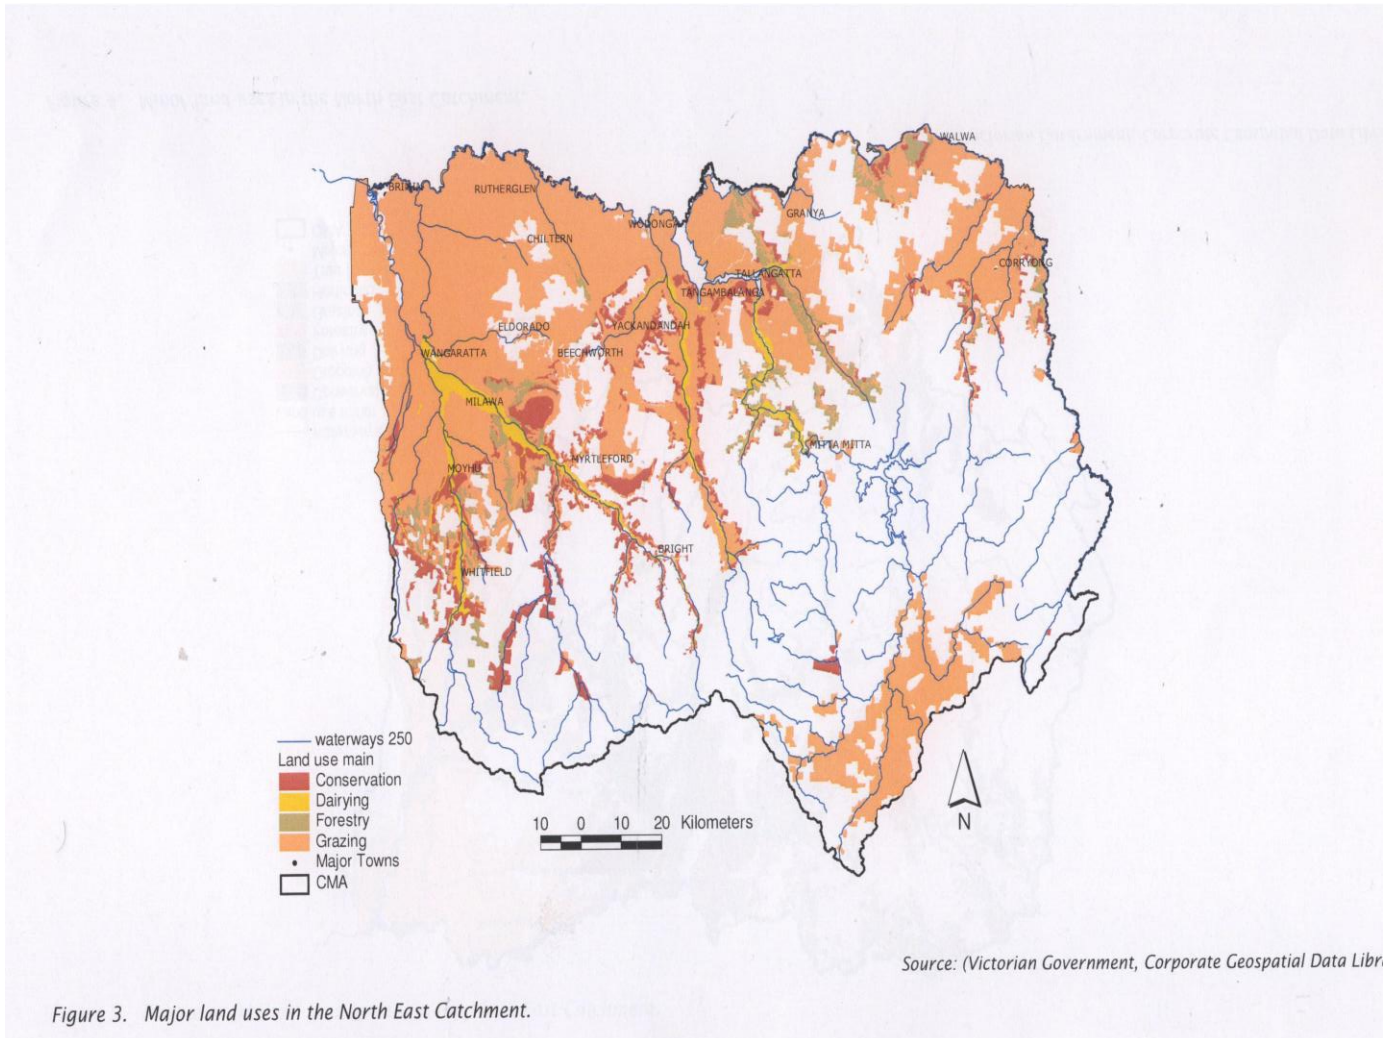 WALWA
BRIMIN
RUTHERGLEN
GRANYA
WODONGA
CHILTERN
CORRYONG
TALLANGATTA
TANGAMBALANGA
ELDORADO
YACKANDANDAH
WANGARATTA
BEECHWORTH
MILAWA
MITTA MITTA
MYRTLEFORD
MOYHU
BRIGHT
WHITFIELD
waterways 250
Land use main
Conservation
Dairying
Forestry
Grazing
Major Towns
CMA
10 0 10 20 Kilometers
N
Source: (Victorian Government, Corporate Geospatial Data Libr
Figure 3. Major land uses in the North East Catchment.